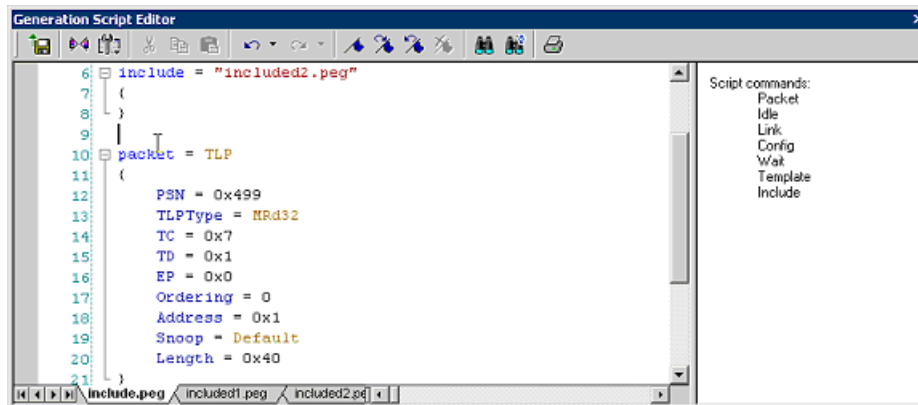 Generation Script Editor
6 include = "included2.peg"
7 {
8 }
9
10 packet = TLP
11 {
12 PSN = 0x499
13 TLPType = MRd32
14 TC = 0x7
15 TD = 0x1
16 EP = 0x0
17 Ordering = 0
18 Address = 0x1
19 Snoop = Default
20 Length = 0x40
21 }
include.peg included1.peg included2.pe
Script commands:
Packet
Idle
Link
Config
Wait
Template
Include